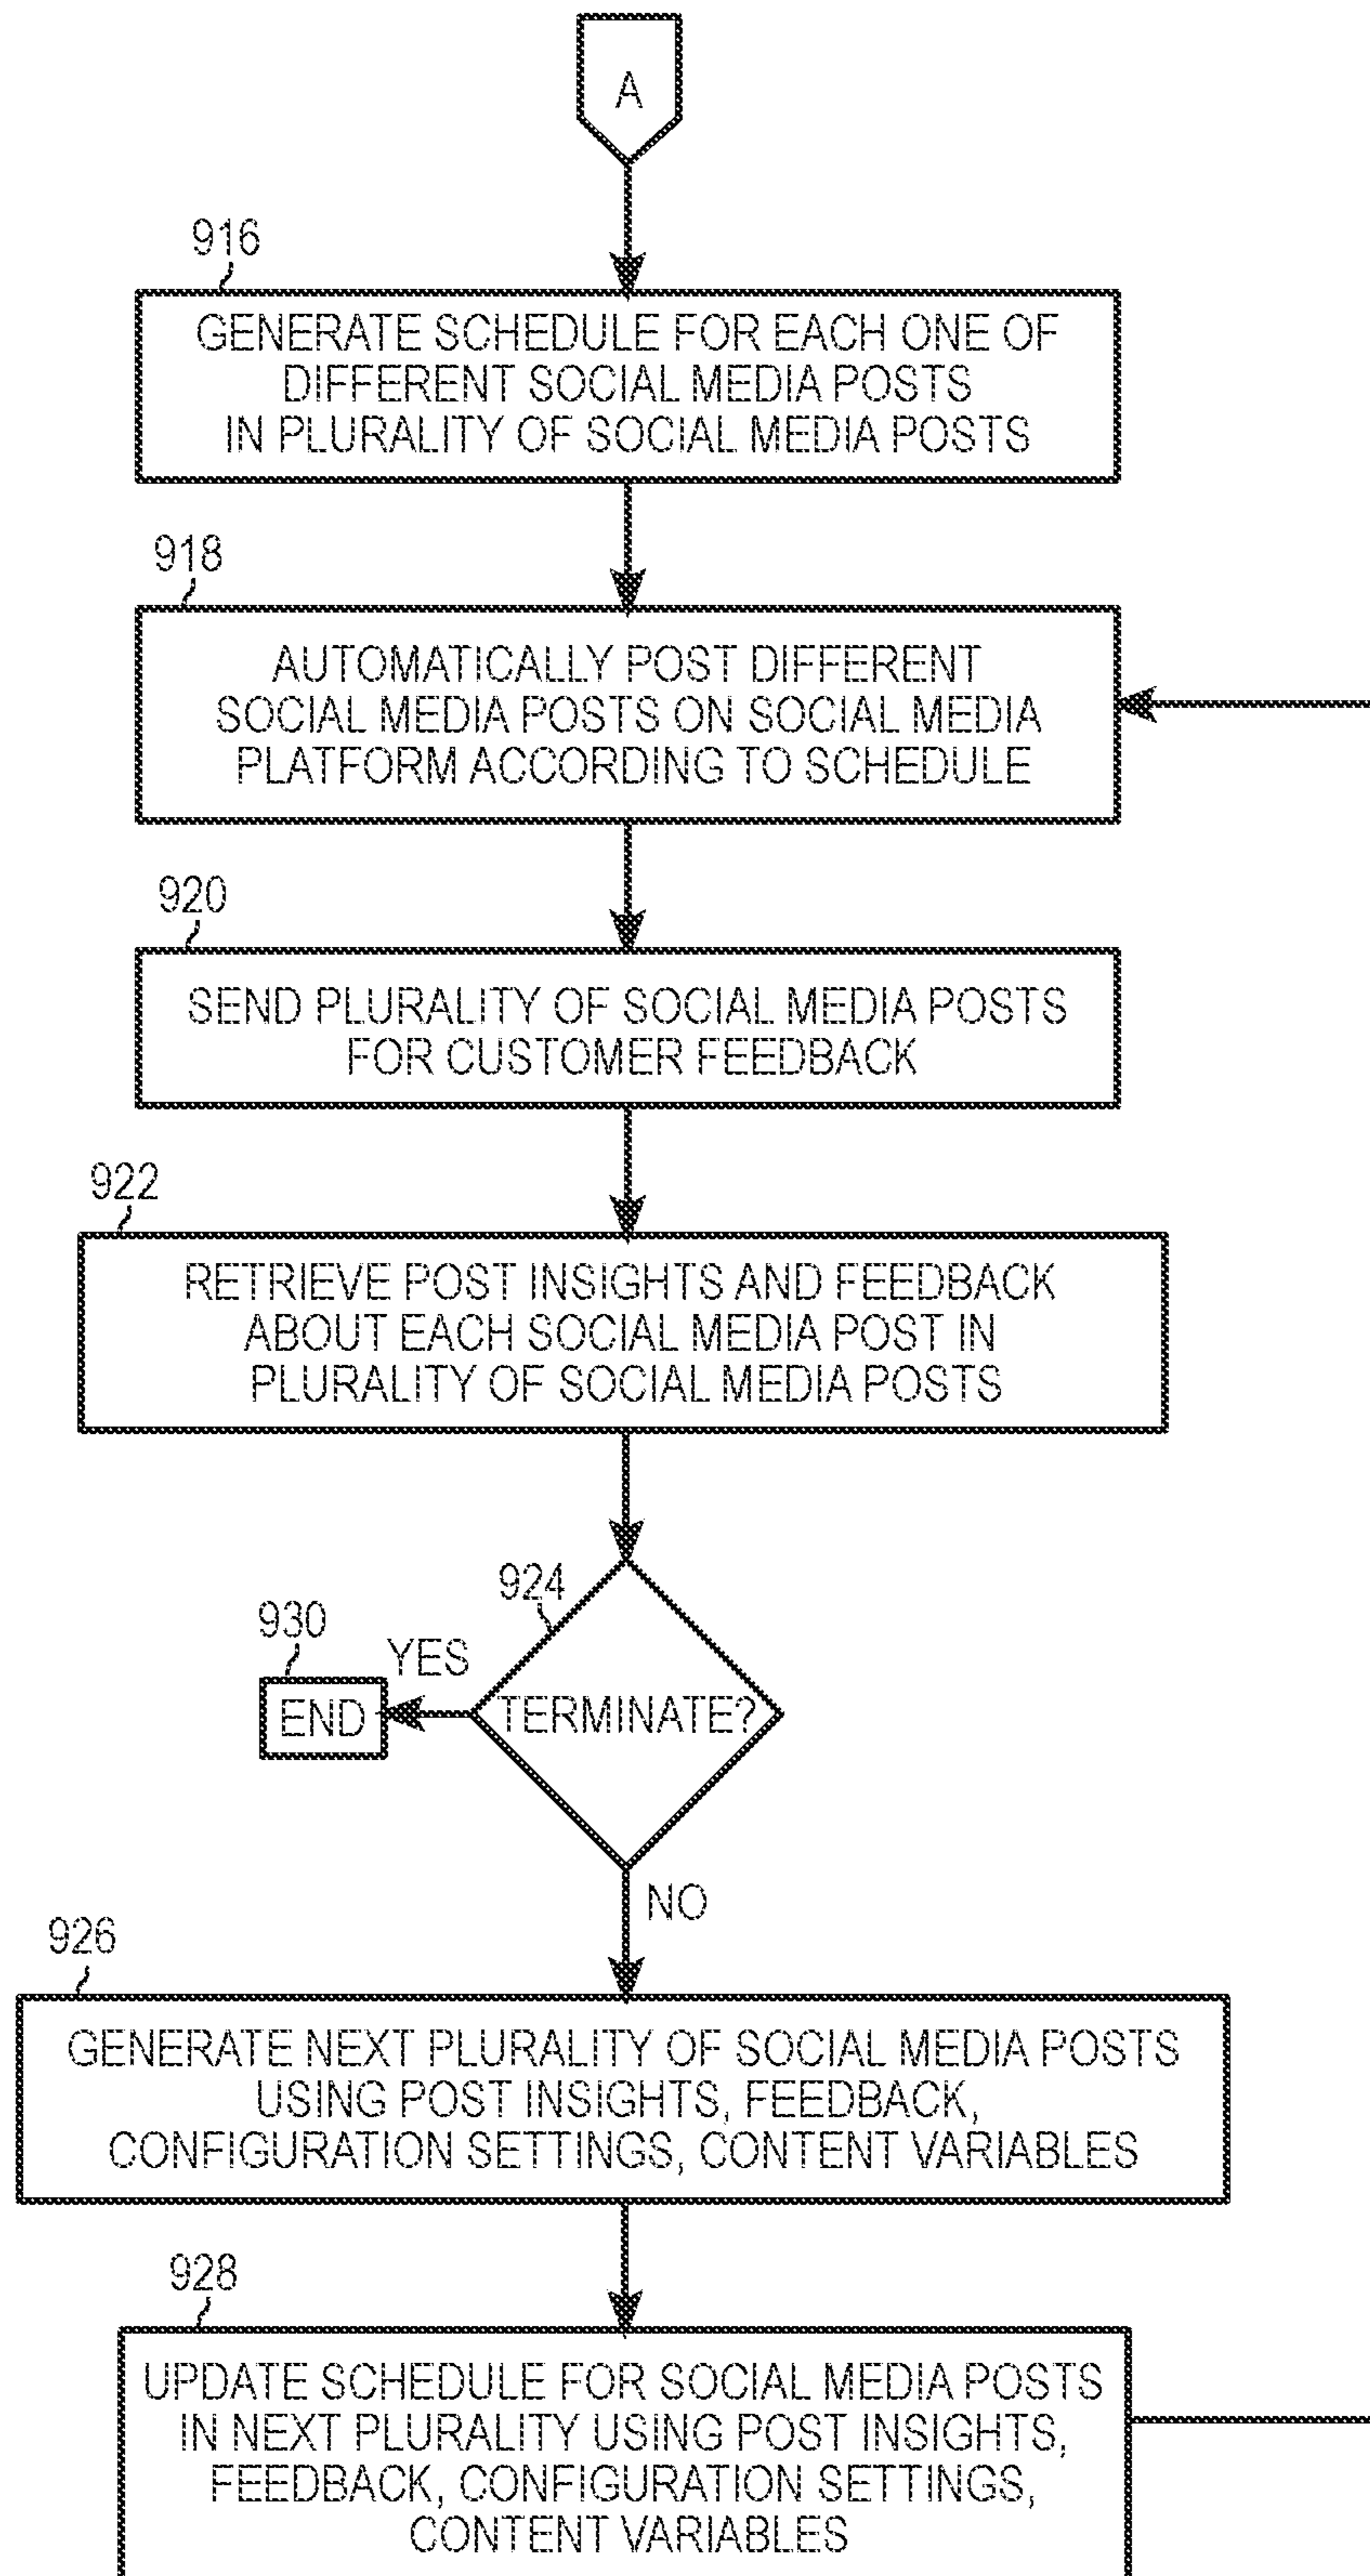 A
916
GENERATE SCHEDULE FOR EACH ONE OF
DIFFERENT SOCIAL MEDIA POSTS
IN PLURALITY OF SOCIAL MEDIA POSTS
918
AUTOMATICALLY POST DIFFERENT
SOCIAL MEDIA POSTS ON SOCIAL MEDIA
PLATFORM ACCORDING TO SCHEDULE
920
SEND PLURALITY OF SOCIAL MEDIA POSTS
FOR CUSTOMER FEEDBACK
922
RETRIEVE POST INSIGHTS AND FEEDBACK
ABOUT EACH SOCIAL MEDIA POST IN
PLURALITY OF SOCIAL MEDIA POSTS
924
TERMINATE?
YES
930
END
NO
926
GENERATE NEXT PLURALITY OF SOCIAL MEDIA POSTS
USING POST INSIGHTS, FEEDBACK,
CONFIGURATION SETTINGS, CONTENT VARIABLES
928
UPDATE SCHEDULE FOR SOCIAL MEDIA POSTS
IN NEXT PLURALITY USING POST INSIGHTS,
FEEDBACK, CONFIGURATION SETTINGS,
CONTENT VARIABLES